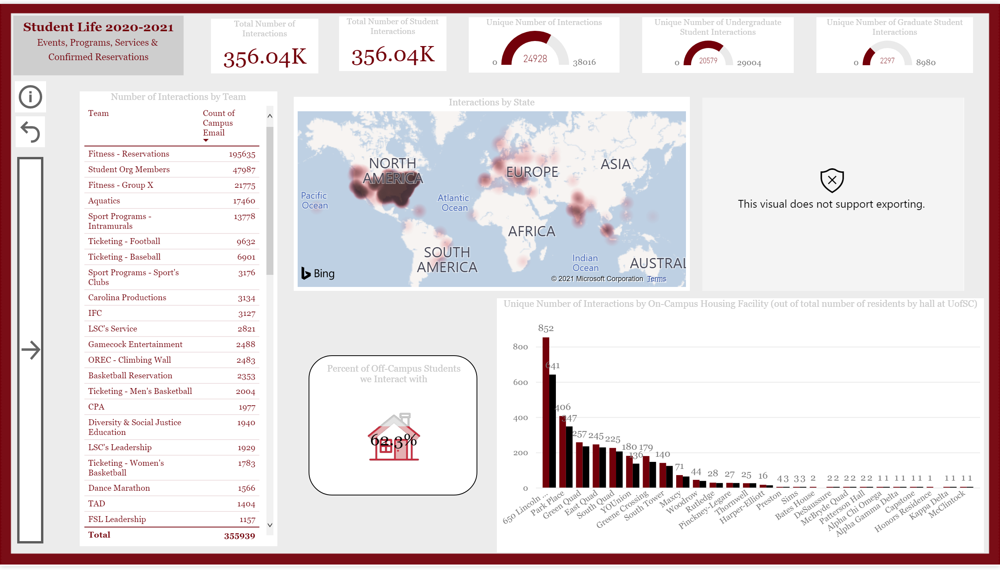 Student Life 2020-2021
Events, Programs, Services &
Confirmed Reservations
Total Number of
Interactions
356.04K
Total Number of Student
Interactions
356.04K
Unique Number of Interactions
24928
0
38016
Unique Number of Undergraduate
Student Interactions
20579
0
29004
Unique Number of Graduate Student
Interactions
2297
0
8980
Number of Interactions by Team
Team
Count of
Campus
Email
Fitness - Reservations 195635
Student Org Members 47987
Fitness - Group X 21775
Aquatics 17460
Sport Programs - 13778
Intramurals
Ticketing - Football 9632
Ticketing - Baseball 6901
Sport Programs - Sport's 3176
Clubs
Carolina Productions 3134
IFC 3127
LSC's Service 2821
Gamecock Entertainment 2488
OREC - Climbing Wall 2483
Basketball Reservation 2353
Ticketing - Men's Basketball 2004
CPA 1977
Diversity & Social Justice 1940
Education
LSC's Leadership 1929
Ticketing - Women's 1783
Basketball
Dance Marathon 1566
TAD 1404
FSL Leadership 1157
Total 355939
Interactions by State
NORTH
AMERICA
EUROPE
ASIA
Pacific
Ocean
Atlantic
Ocean
AFRICA
SOUTH
AMERICA
Indian
Ocean
AUSTRAL
Bing
© 2021 Microsoft Corporation Terms
This visual does not support exporting.
Percent of Off-Campus Students
we Interact with
62.3%
Unique Number of Interactions by On-Campus Housing Facility (out of total number of residents by hall at UofSC)
800
600
400
200
0
852
641
406
347
257
245
225
180
136
179
140
71
44
28
27
25
16
4 3
3 3
2
2 2
2 2
2 2
1 1
1 1
1 1
1
1 1
1 1
650 Lincoln ...
Park Place
Green Quad
East Quad
South Quad
YOUnion
Greene Crossing
South Tower
Maxcy
Woodrow
Rutledge
Pinckney-Legare
Thornwell
Harper-Elliott
Preston
Sims
Bates House
DeSaussure
McBryde Quad
Patterson Hall
Alpha Chi Omega
Alpha Gamma Delta
Capstone
Honors Residence
Kappa Delta
McClintock